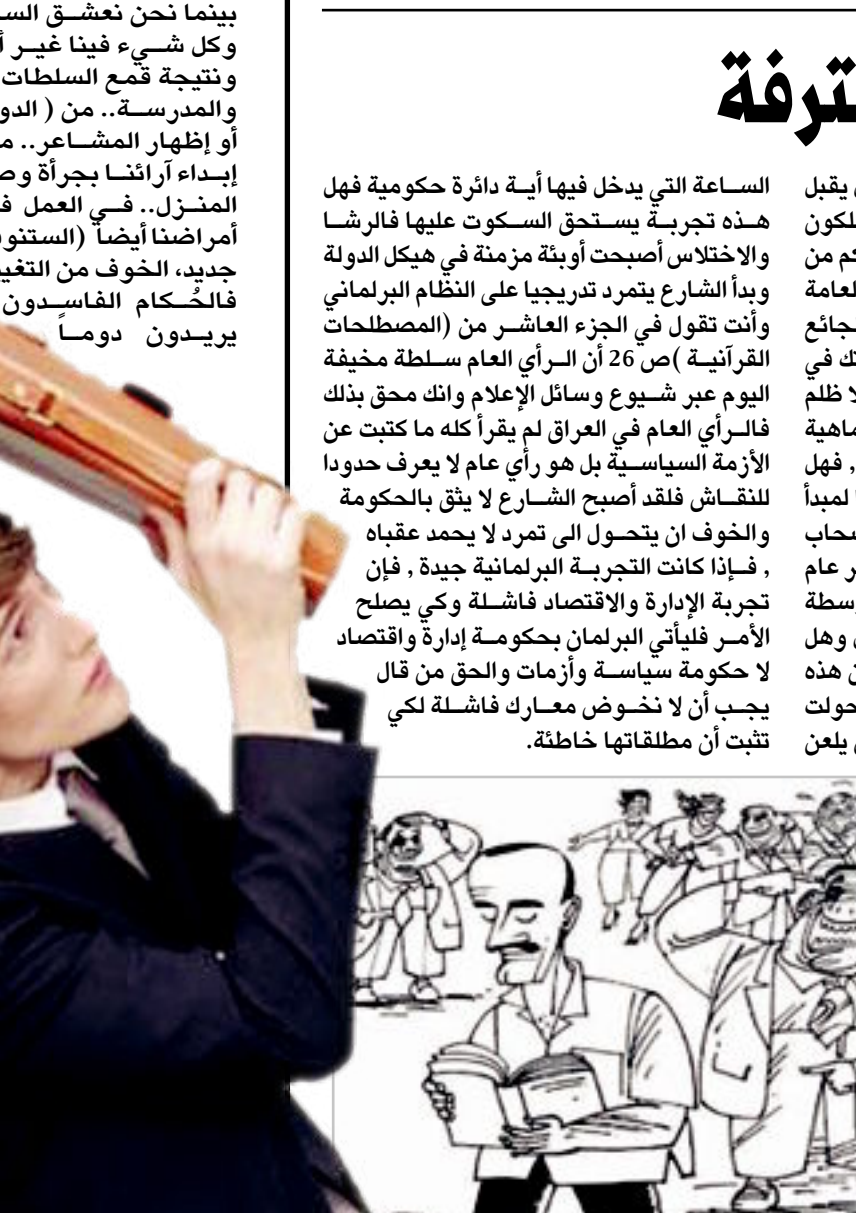 ترفة
يقبل
لكون
كم من
لعامة
لجائع
تك في
لا ظلم
ماهية
, فهل
لمبدأ
سحاب
ر عام
سطة
وهل
ن هذه
حولت
يلعن
الساعة التي يدخل فيها أية دائرة حكومية فهل
هذه تجربة يستحق السكوت عليها فالرشا
والاختلاس أصبحت أوبئة مزمنة في هيكل الدولة
وبدأ الشارع يتمرد تدريجيا على النظام البرلماني
وأنت تقول في الجزء العاشر من (المصطلحات
القرآنية )ص 26 أن الرأي العام سلطة مخيفة
اليوم عبر شيوع وسائل الإعلام وانك محق بذلك
فالرأي العام في العراق لم يقرأ كله ما كتبت عن
الأزمة السياسية بل هو رأي عام لا يعرف حدودا
للنقاش فلقد أصبح الشارع لا يثق بالحكومة
والخوف ان يتحول الى تمرد لا يحمد عقباه
, فإذا كانت التجربة البرلمانية جيدة , فإن
تجربة الإدارة والاقتصاد فاشلة وكي يصلح
الأمر فليأتي البرلمان بحكومة إدارة واقتصاد
لا حكومة سياسة وأزمات والحق من قال
يجب أن لا نخوض معارك فاشلة لكي
تثبت أن مطلقاتها خاطئة.
بينما نحن نعشق الس
وكل شيء فينا غير أ
ونتيجة قمع السلطات
والمدرسة.. من ( الدو
أو إظهار المشاعر.. م
إبداء آرائنا بجرأة وص
المنزل.. في العمل ف
أمراضنا أيضاً (الستنو
جديد، الخوف من التغي
فالحُكام الفاسدون
يريدون دوماً